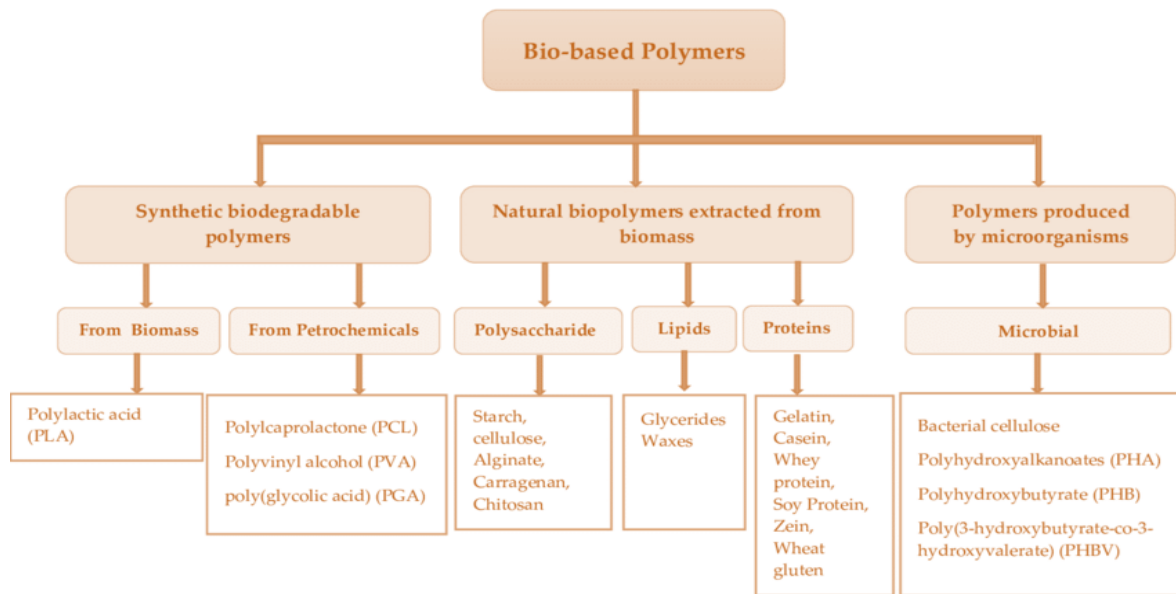 Bio-based Polymers
Synthetic biodegradable
polymers
Natural biopolymers extracted from
biomass
Polymers produced
by microorganisms
From Biomass
From Petrochemicals
Polysaccharide
Lipids
Proteins
Microbial
Polylactic acid
(PLA)
Polylcaprolactone (PCL)
Polyvinyl alcohol (PVA)
poly(glycolic acid) (PGA)
Starch,
cellulose,
Alginate,
Carragenan,
Chitosan
Glycerides
Waxes
Gelatin,
Casein,
Whey
protein,
Soy Protein,
Zein,
Wheat
gluten
Bacterial cellulose
Polyhydroxyalkanoates (PHA)
Polyhydroxybutyrate (PHB)
Poly(3-hydroxybutyrate-co-3-
hydroxyvalerate) (PHBV)